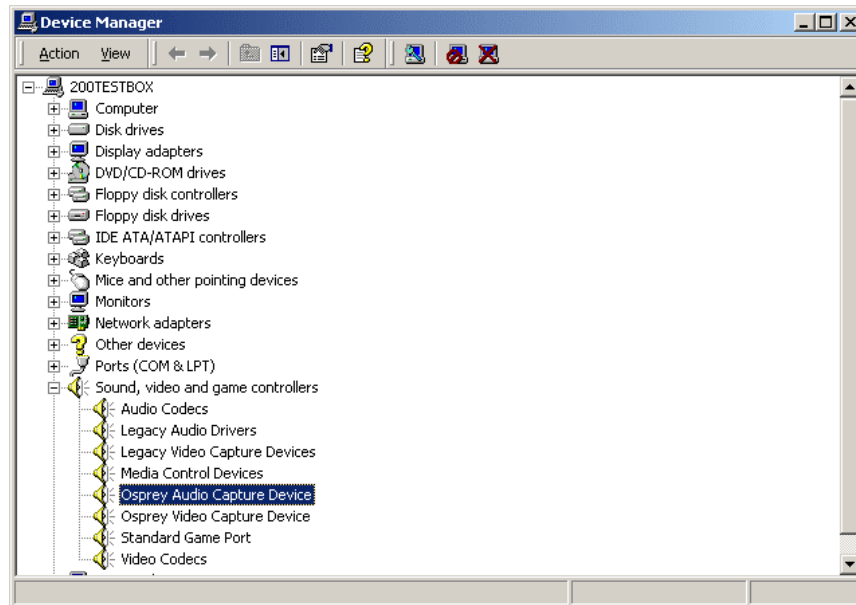 Device Manager
Action View
200TESTBOX
Computer
Disk drives
Display adapters
DVD/CD-ROM drives
Floppy disk controllers
Floppy disk drives
IDE ATA/ATAPI controllers
Keyboards
Mice and other pointing devices
Monitors
Network adapters
Other devices
Ports (COM & LPT)
Sound, video and game controllers
Audio Codecs
Legacy Audio Drivers
Legacy Video Capture Devices
Media Control Devices
Osprey Audio Capture Device
Osprey Video Capture Device
Standard Game Port
Video Codecs